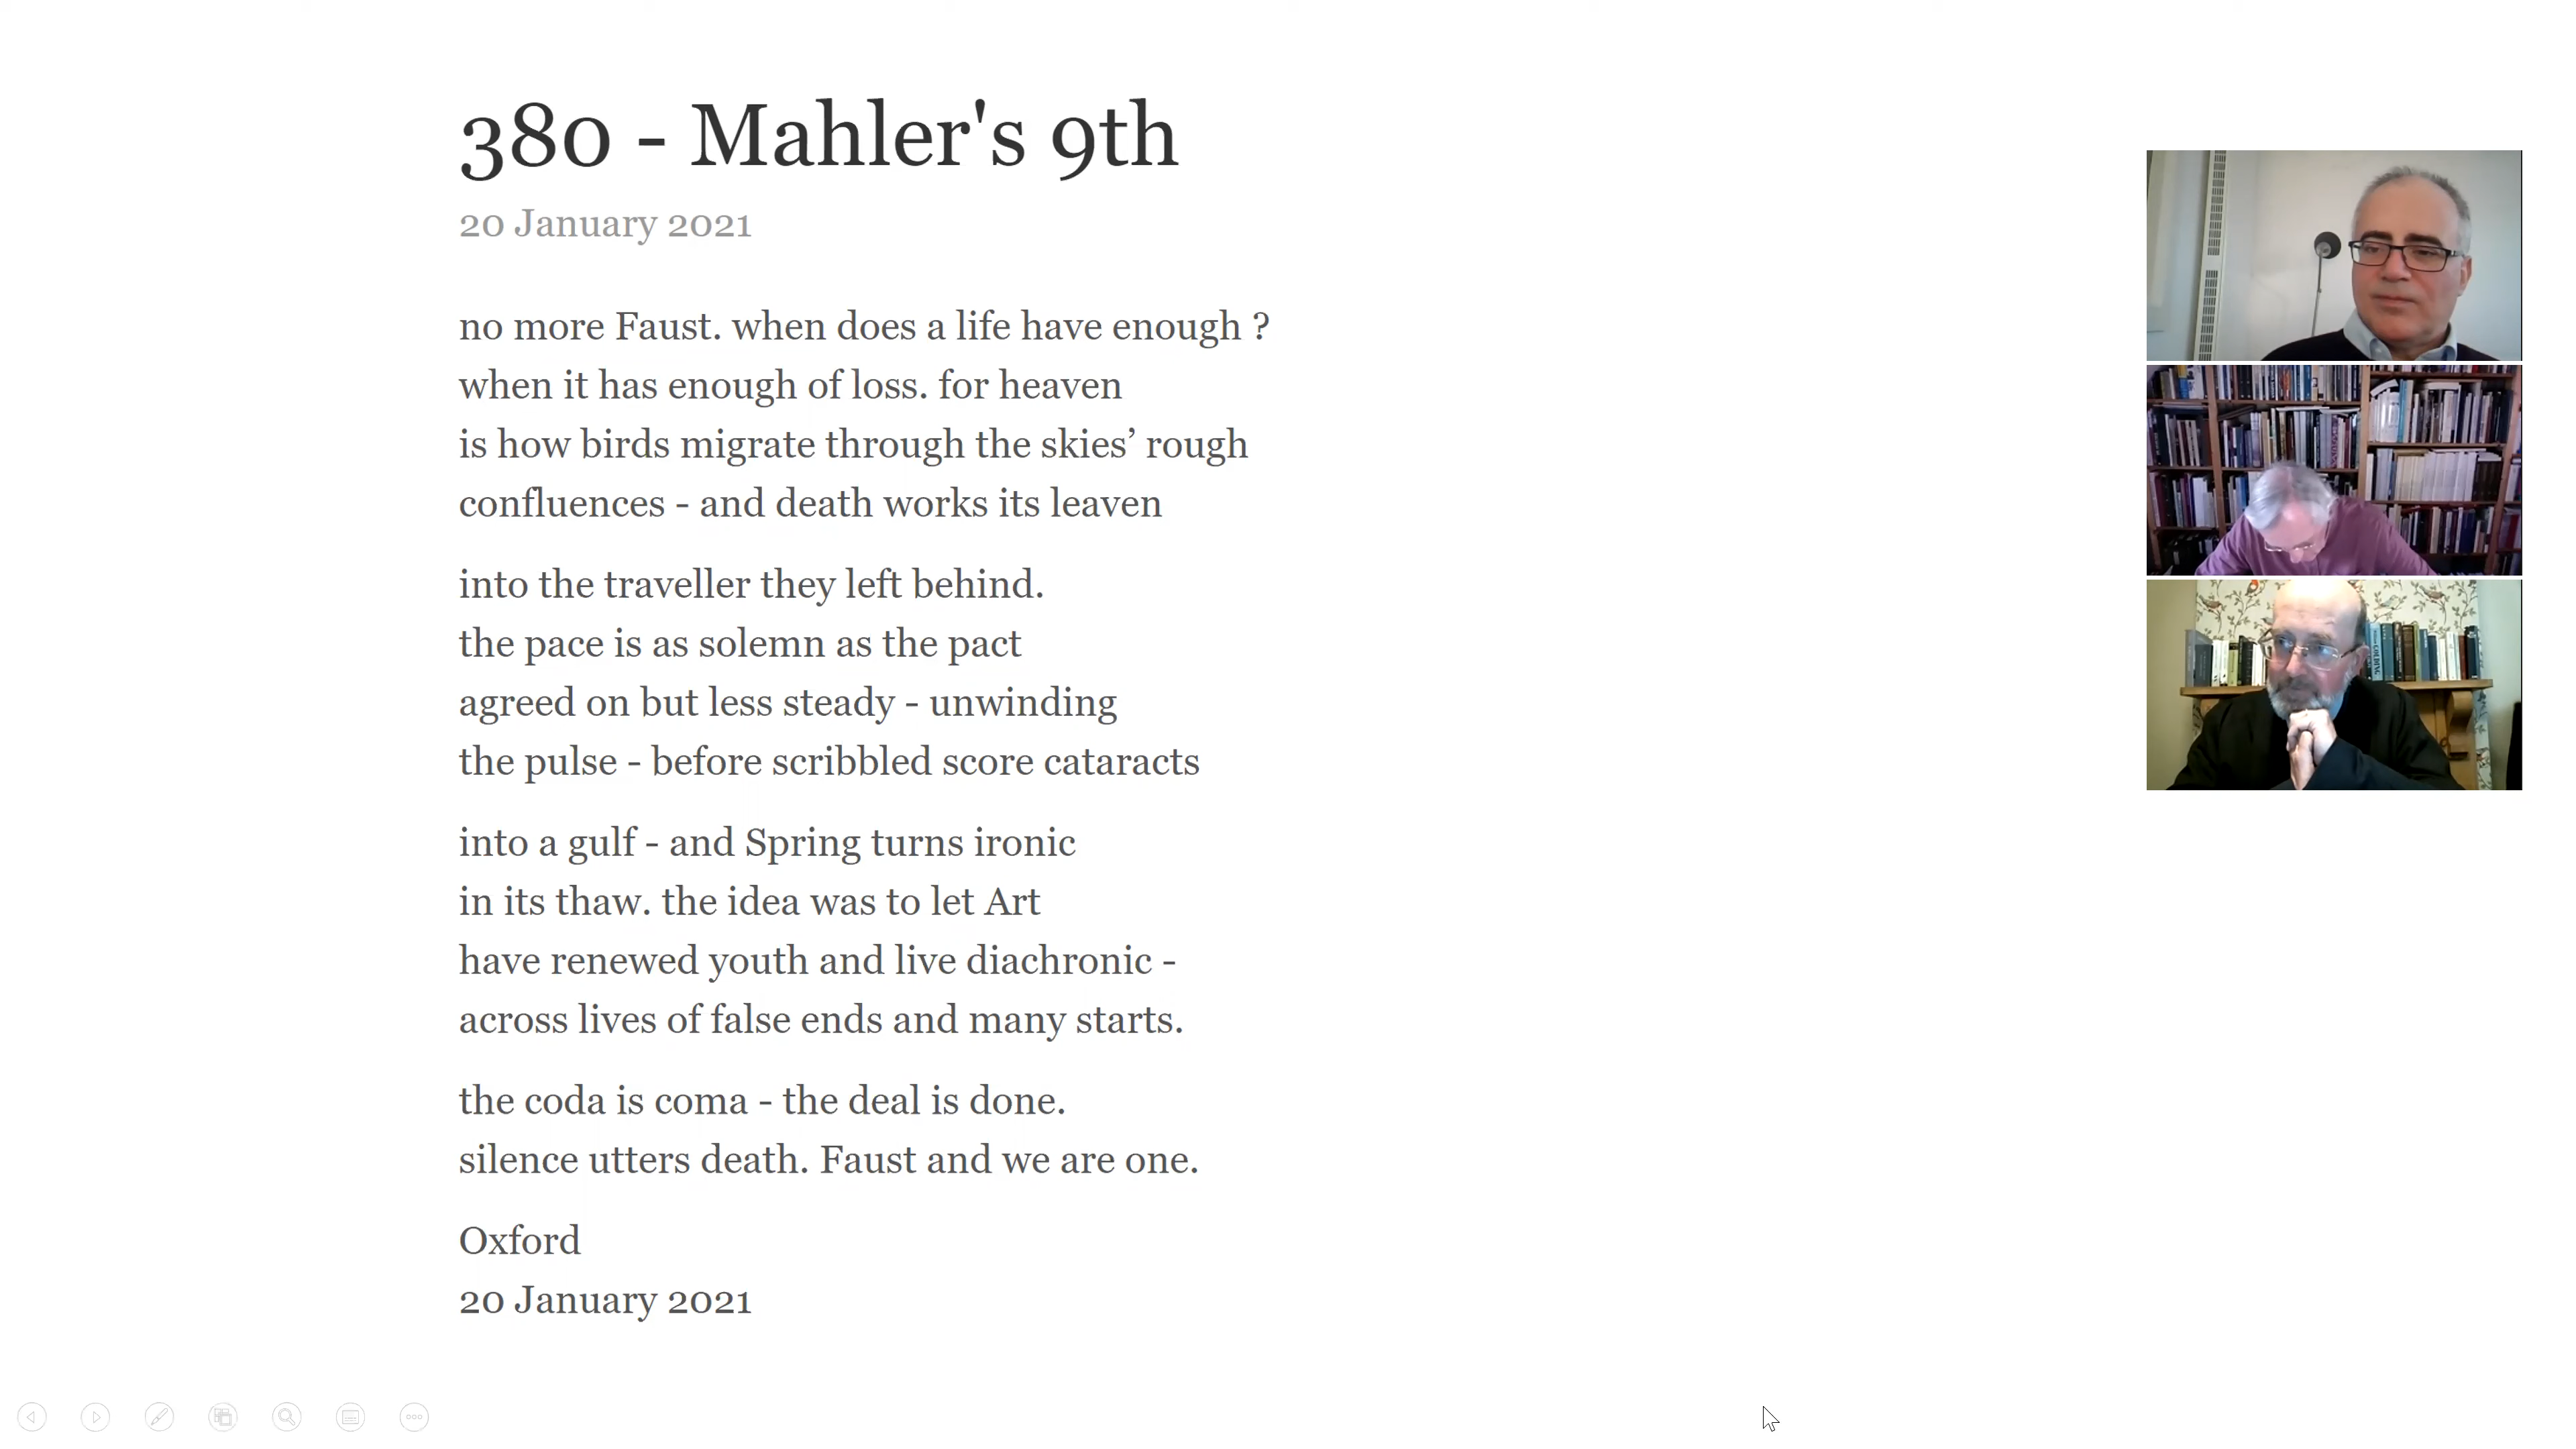 380 - Mahler's 9th
20 January 2021
no more Faust. when does a life have enough ?
when it has enough of loss. for heaven
is how birds migrate through the skies’ rough
confluences - and death works its leaven
into the traveller they left behind.
the pace is as solemn as the pact
agreed on but less steady - unwinding
the pulse - before scribbled score cataracts
into a gulf - and Spring turns ironic
in its thaw. the idea was to let Art
have renewed youth and live diachronic -
across lives of false ends and many starts.
the coda is coma - the deal is done.
silence utters death. Faust and we are one.
Oxford
20 January 2021